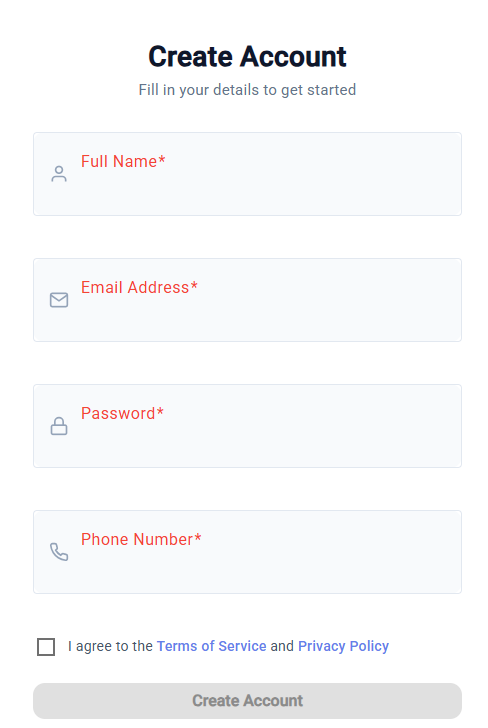 Create Account
Fill in your details to get started
Full Name*
Email Address*
Password*
Phone Number*
I agree to the Terms of Service and Privacy Policy
Create Account